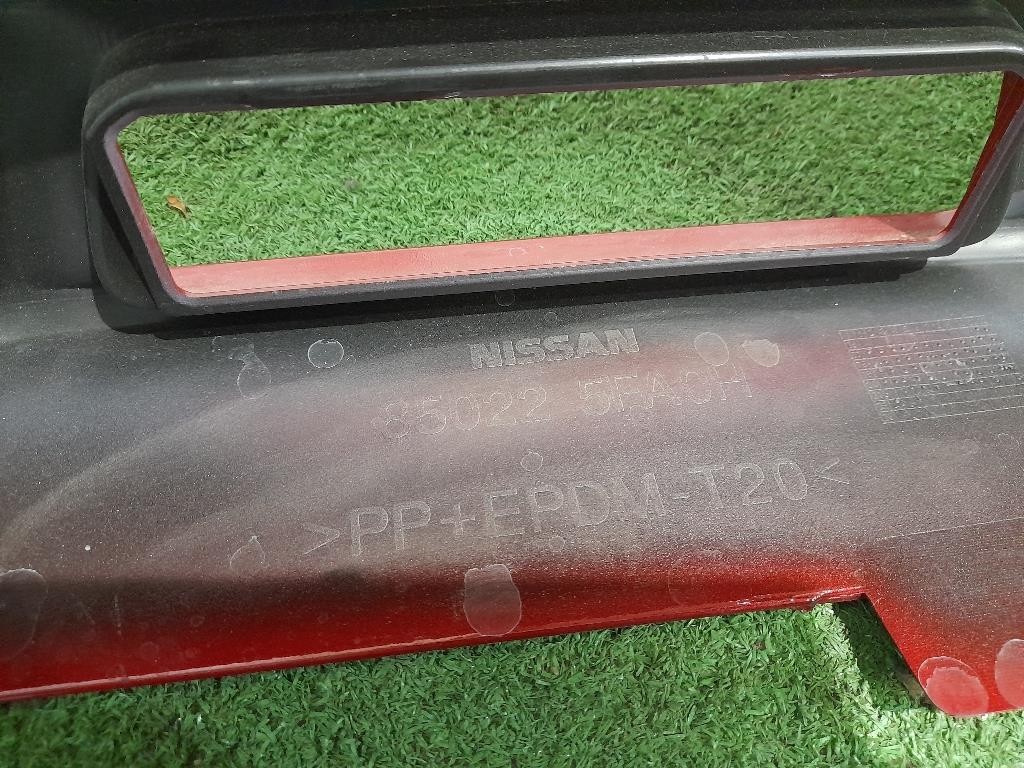 NISSAN
85022 5FA0H
>PP+EPDM-T20<